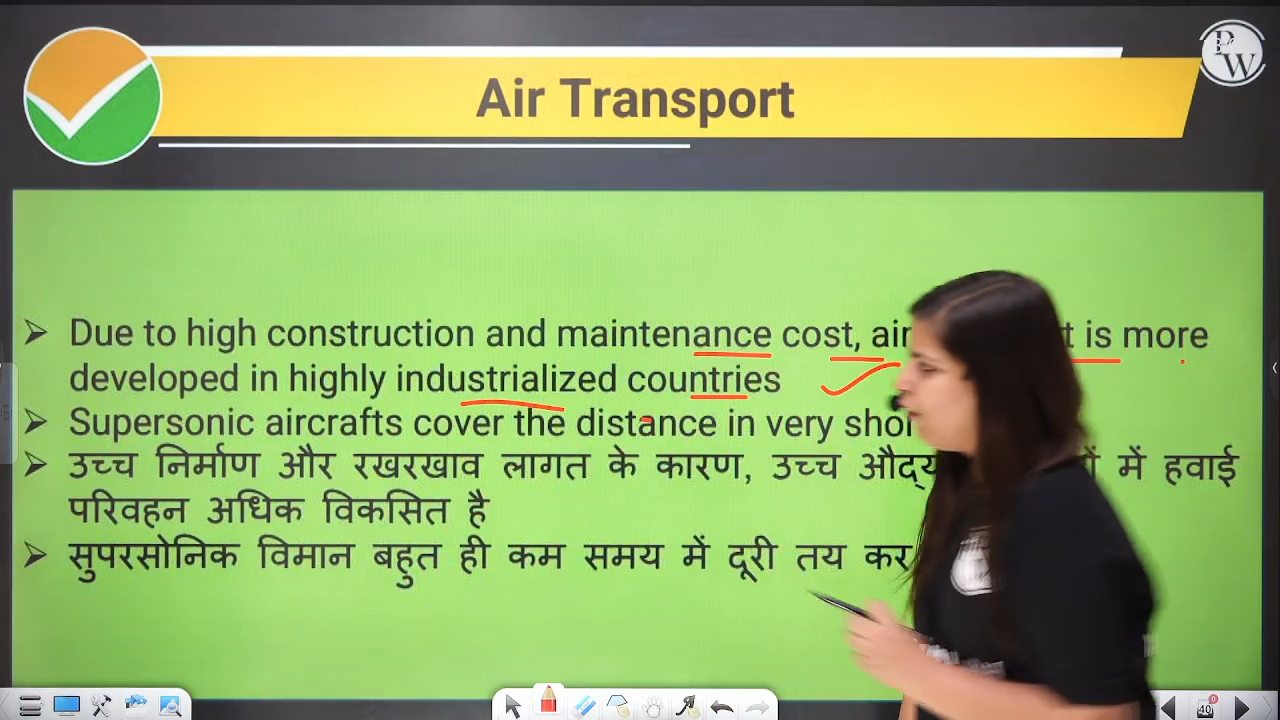 PW
Air Transport
Due to high construction and maintenance cost, air is more
developed in highly industrialized countries
Supersonic aircrafts cover the distance in very
उच्च निर्माण और रखरखाव लागत के कारण, उच्च में हवाई
परिवहन अधिक विकसित है
सुपरसोनिक विमान बहुत ही कम समय में दूरी तय कर
49